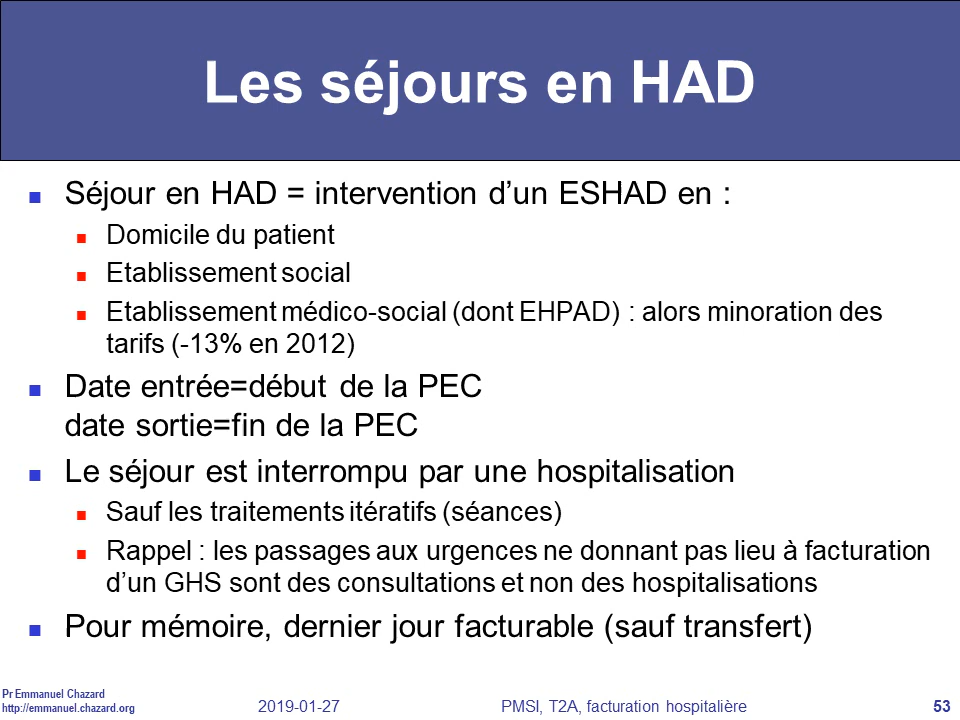 Les séjours en HAD
Séjour en HAD = intervention d’un ESHAD en :
Domicile du patient
Etablissement social
Etablissement médico-social (dont EHPAD) : alors minoration des
tarifs (-13% en 2012)
Date entrée=début de la PEC
date sortie=fin de la PEC
Le séjour est interrompu par une hospitalisation
Sauf les traitements itératifs (séances)
Rappel : les passages aux urgences ne donnant pas lieu à facturation
d’un GHS sont des consultations et non des hospitalisations
Pour mémoire, dernier jour facturable (sauf transfert)
Pr Emmanuel Chazard
http://emmanuel.chazard.org
2019-01-27
PMSI, T2A, facturation hospitalière
53